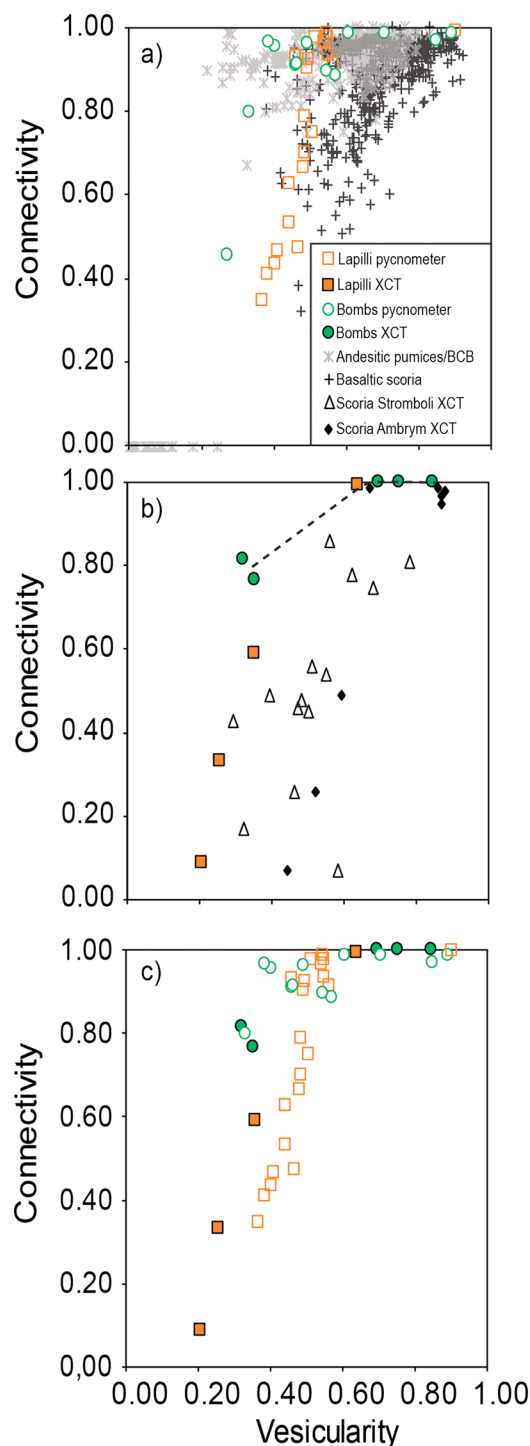 a)
1.00
0.80
0.60
0.40
0.20
0.00
Connectivity
Lapilli pycnometer
Lapilli XCT
Bombs pycnometer
Bombs XCT
Andesitic pumices/BCB
Basaltic scoria
Scoria Stromboli XCT
Scoria Ambrym XCT
b)
1.00
0.80
0.60
0.40
0.20
0.00
Connectivity
c)
1.00
0.80
0.60
0.40
0.20
0,00
Connectivity
0.00 0.20 0.40 0.60 0.80 1.00
Vesicularity